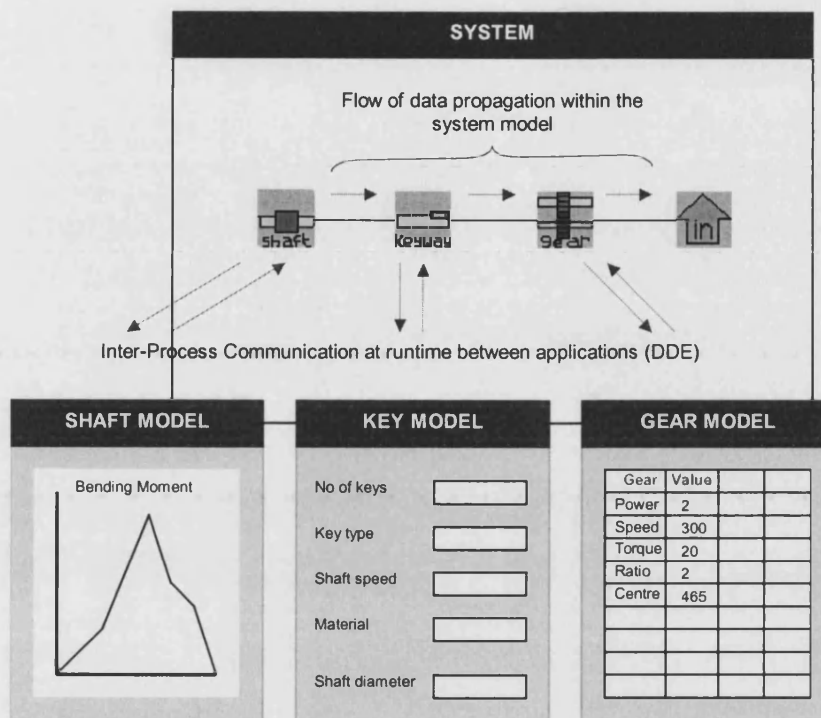 SYSTEM
Flow of data propagation within the
system model
shaft
Keyway
gear
in
Inter-Process Communication at runtime between applications (DDE)
SHAFT MODEL
Bending Moment
KEY MODEL
No of keys
Key type
Shaft speed
Material
Shaft diameter
GEAR MODEL
Gear Value
Power 2
Speed 300
Torque 20
Ratio 2
Centre 465